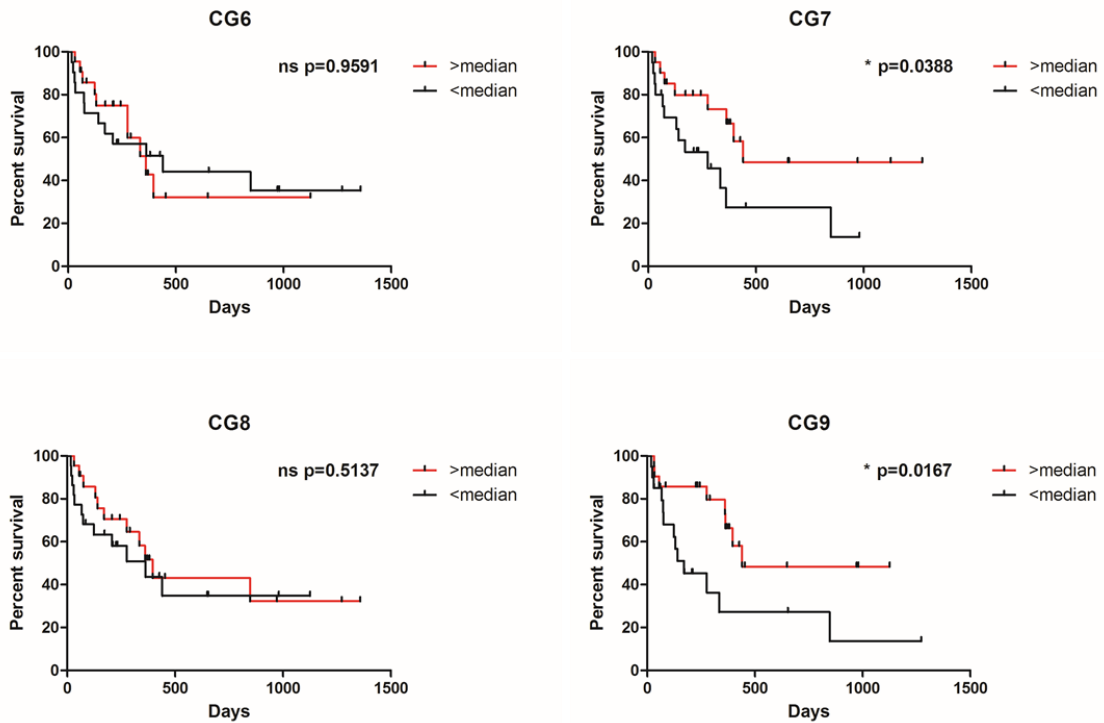 CG6
ns p=0.9591
>median
<median
Percent survival
100
80
60
40
20
0
0 500 1000 1500
Days
CG7
* p=0.0388
>median
<median
Percent survival
100
80
60
40
20
0
0 500 1000 1500
Days
CG8
ns p=0.5137
>median
<median
Percent survival
100
80
60
40
20
0
0 500 1000 1500
Days
CG9
* p=0.0167
>median
<median
Percent survival
100
80
60
40
20
0
0 500 1000 1500
Days